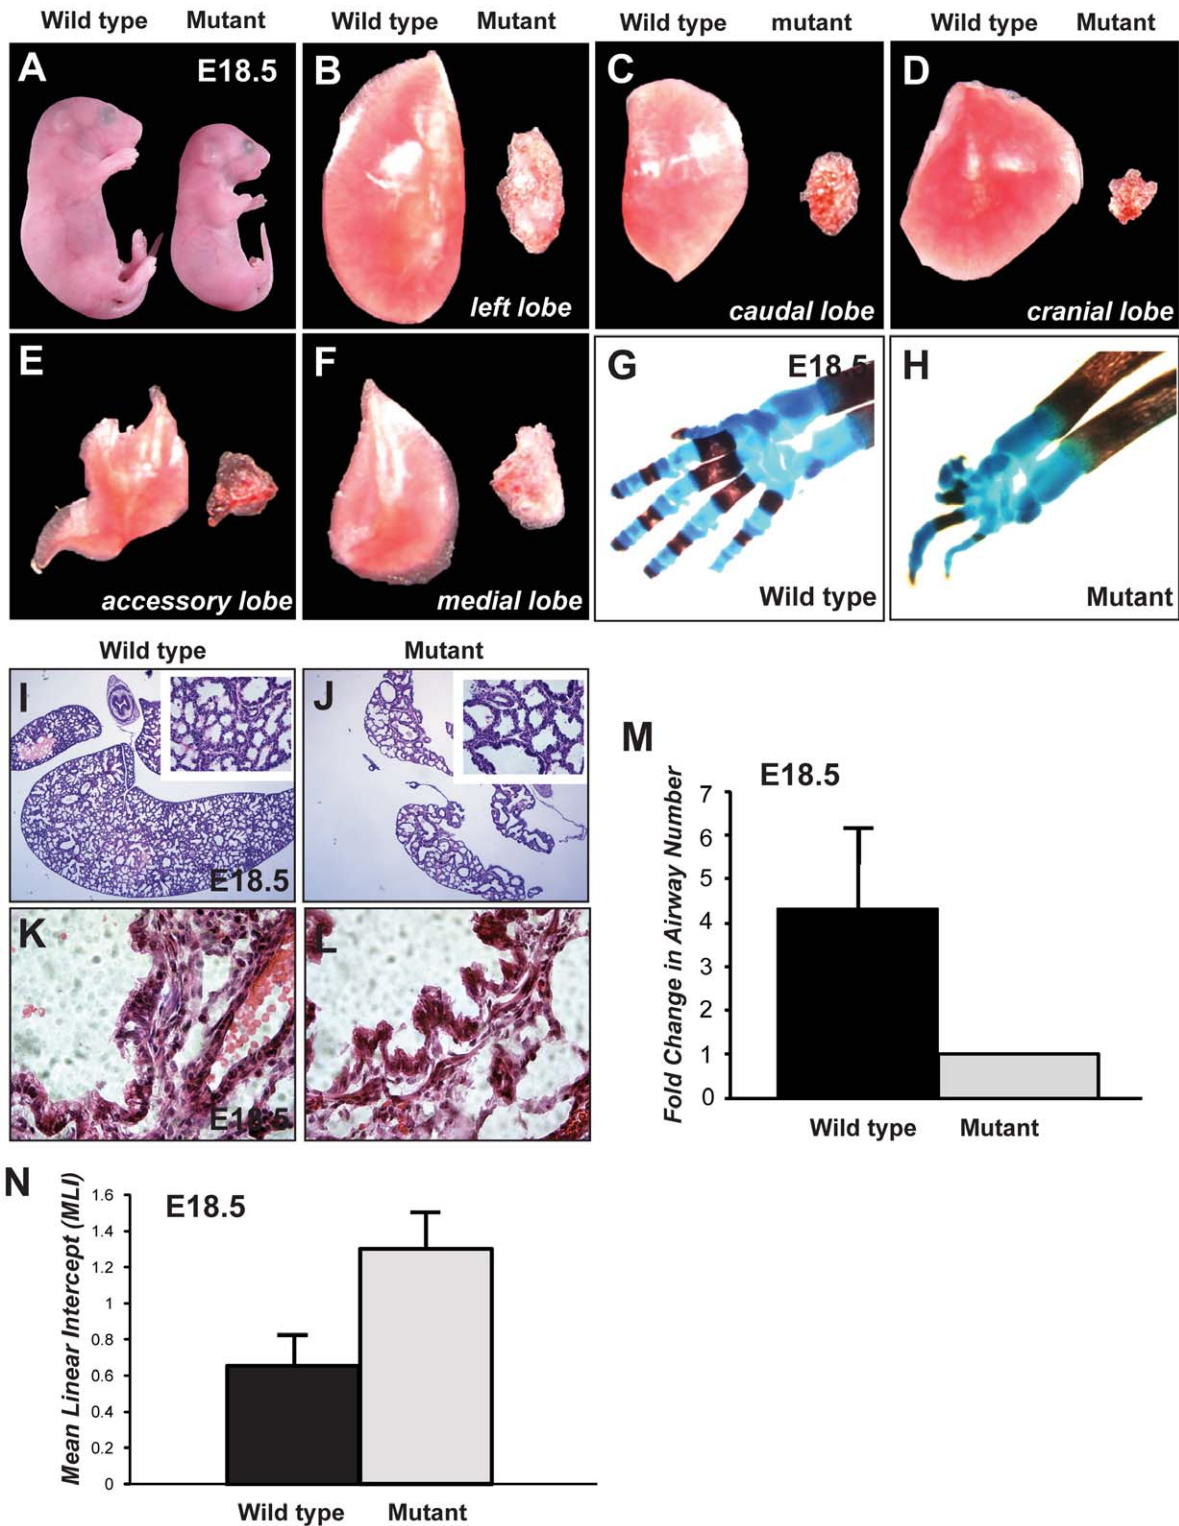 Wild type Mutant Wild type Mutant Wild type mutant Wild type Mutant
A E18.5 B C D
left lobe caudal lobe cranial lobe
E F G E18.5 H
accessory lobe medial lobe Wild type Mutant
Wild type Mutant
I J
E18.5
K L
E18.5
M
E18.5
Fold Change in Airway Number
7
6
5
4
3
2
1
0
Wild type Mutant
N
E18.5
Mean Linear Intercept (MLI)
1.6
1.4
1.2
1
0.8
0.6
0.4
0.2
0
Wild type Mutant